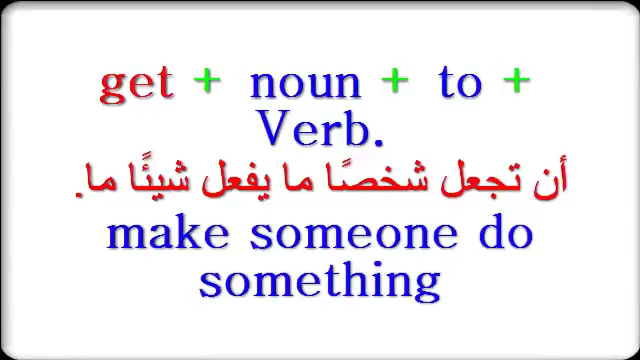 get + noun + to +
Verb.
أن تجعل شخصًا ما يفعل شيئًا ما.
make someone do
something